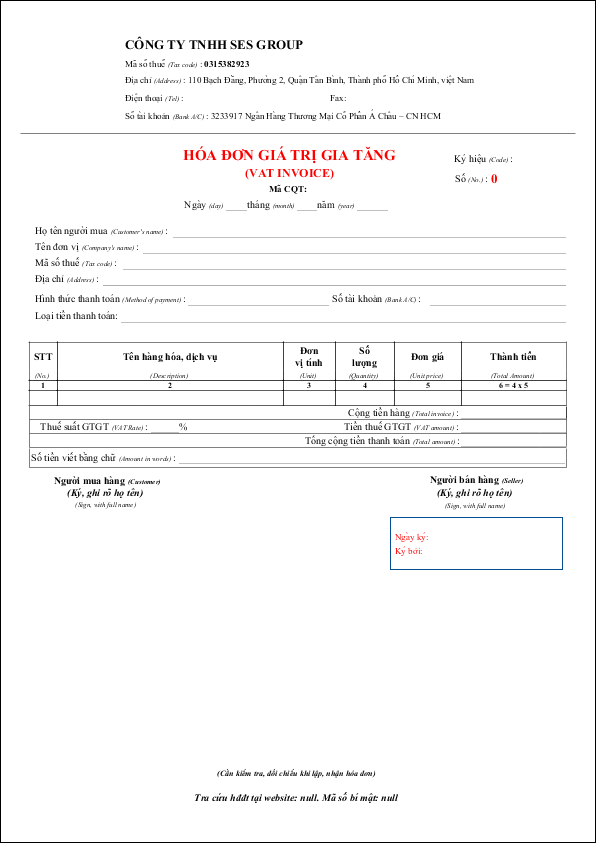 CÔNG TY TNHH SES GROUP
Mã số thuế (Tax code) : 0315382923
Địa chỉ (Address) : 110 Bạch Đằng, Phường 2, Quận Tân Bình, Thành phố Hồ Chí Minh, việt Nam
Điện thoại (Tel) : Fax:
Số tài khoản (Bank A/C) : 3233917 Ngân Hàng Thương Mại Cổ Phần Á Châu – CN HCM
HÓA ĐƠN GIÁ TRỊ GIA TĂNG
Ký hiệu (Code) :
(VAT INVOICE)
Số (No.) : 0
Mã CQT:
Ngày (day) ____tháng (month) ____năm (year) ______
Họ tên người mua (Customer's name) :
Tên đơn vị (Company's name) :
Mã số thuế (Tax code) :
Địa chỉ (Address) :
Hình thức thanh toán (Method of payment) : Số tài khoản (Bank A/C) :
Loại tiền thanh toán:
STT Tên hàng hóa, dịch vụ Đơn vị tính Số lượng Đơn giá Thành tiền
(No.) (Description) (Unit) (Quantity) (Unit price) (Total Amount)
1 2 3 4 5 6 = 4 x 5
Cộng tiền hàng (Total invoice) :
Thuế suất GTGT (VAT Rate) : ______% Tiền thuế GTGT (VAT amount) :
Tổng cộng tiền thanh toán (Total amount) :
Số tiền viết bằng chữ (Amount in words) :
Người mua hàng (Customer) Người bán hàng (Seller)
(Ký, ghi rõ họ tên) (Ký, ghi rõ họ tên)
(Sign, with full name) (Sign, with full name)
Ngày ký:
Ký bởi:
(Cần kiểm tra, đối chiếu khi lập, nhận hóa đơn)
Tra cứu hđđt tại website: null. Mã số bí mật: null